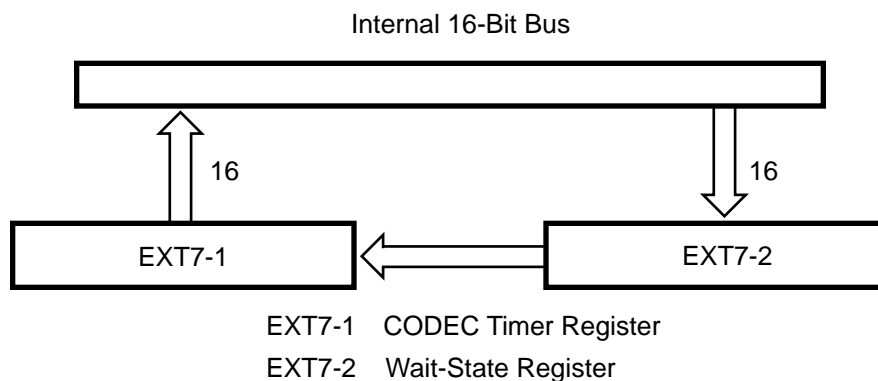 Internal 16-Bit Bus
16
16
EXT7-1
EXT7-2
EXT7-1 CODEC Timer Register
EXT7-2 Wait-State Register